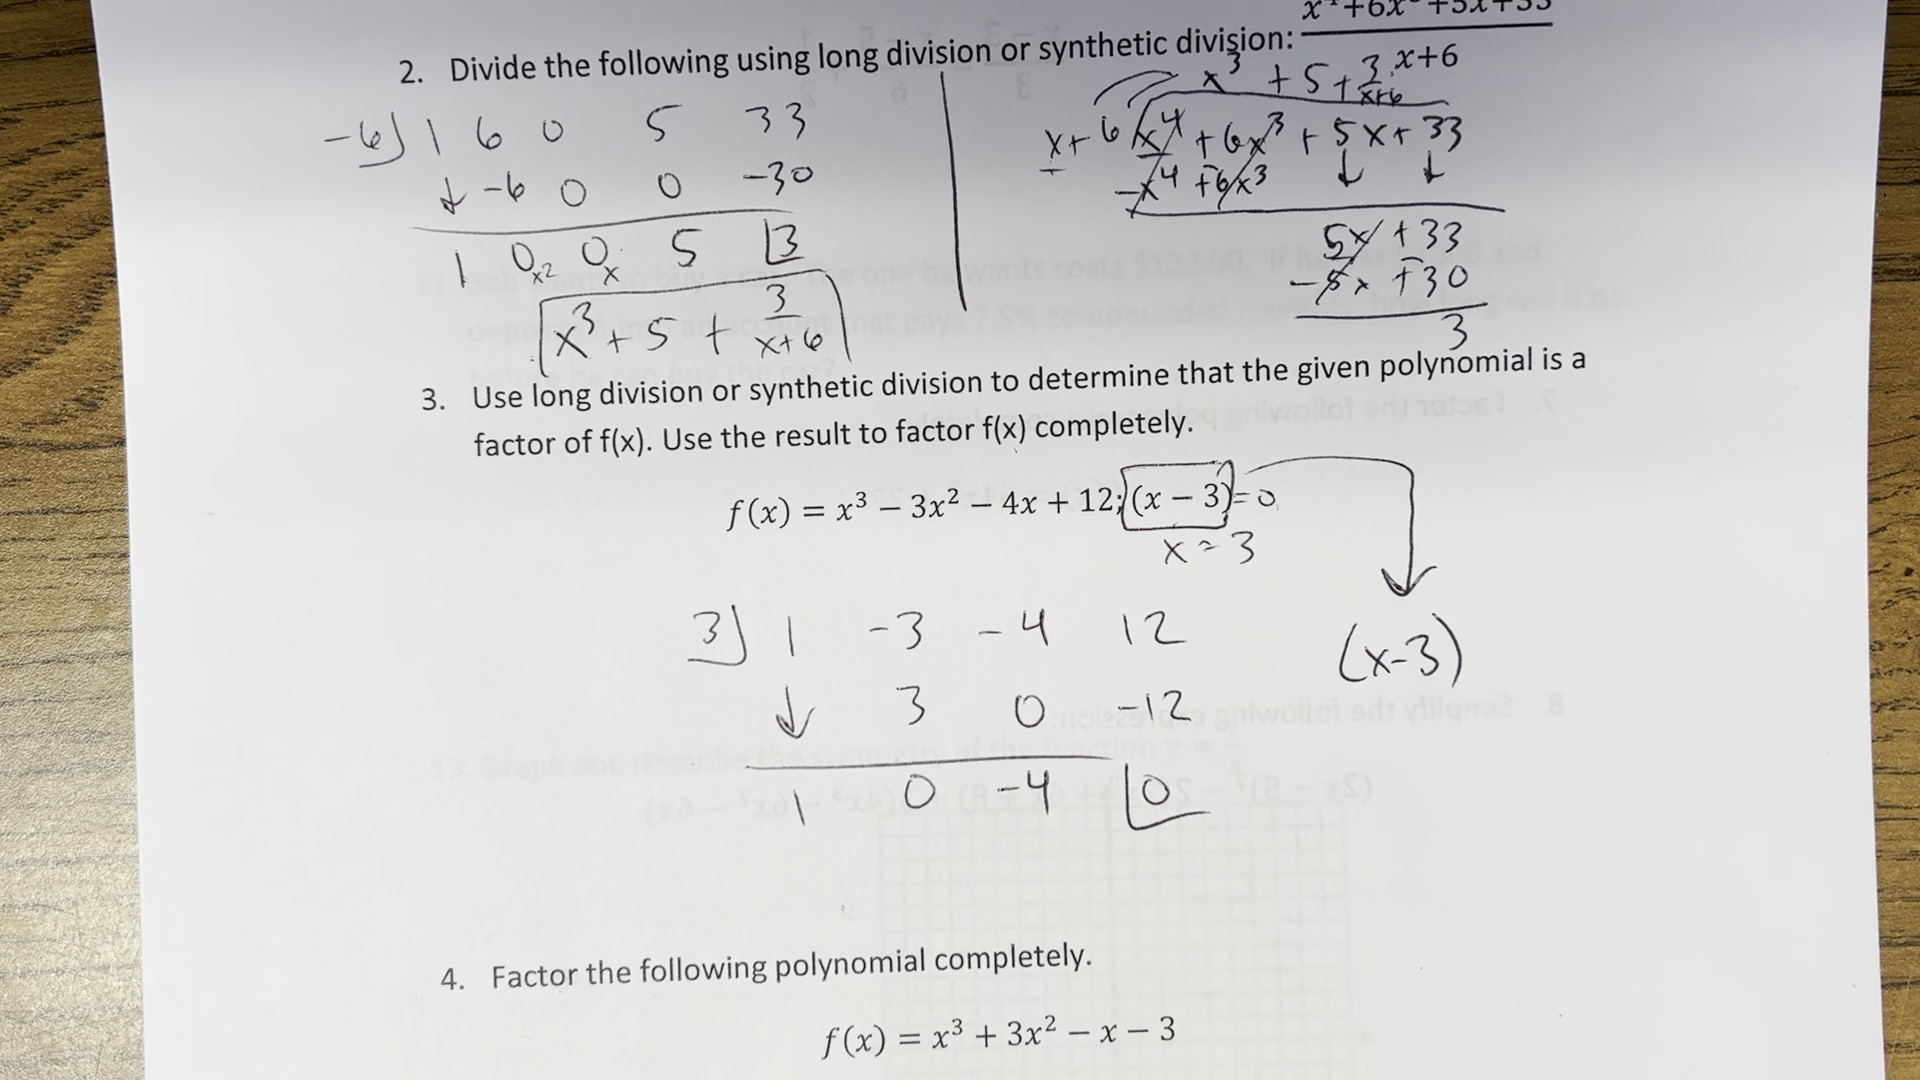 x⁴+6x³+5x+33
2. Divide the following using long division or synthetic division:
x+6
-6) 1 6 0 5 33
↓ -6 0 0 -30
1 0x2 0x 5 |3
x³ + 5 + 3/x+6
x³ + 5 + 3/x+6
x + 6 x⁴ + 6x³ + 5x + 33
-x⁴ + 6x³ ↓ ↓
5x + 33
-5x + 30
3
3. Use long division or synthetic division to determine that the given polynomial is a
factor of f(x). Use the result to factor f(x) completely.
f(x) = x³ − 3x² − 4x + 12; (x − 3) = 0
x = 3
3) 1 -3 -4 12
(x-3)
↓ 3 0 -12
1 0 -4 |0
4. Factor the following polynomial completely.
f(x) = x³ + 3x² − x − 3